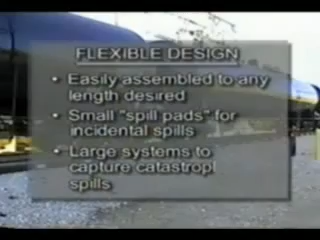 FLEXIBLE DESIGN
• Easily assembled to any
length desired
• Small "spill pads" for
incidental spills
• Large systems to
capture catastropl
spills